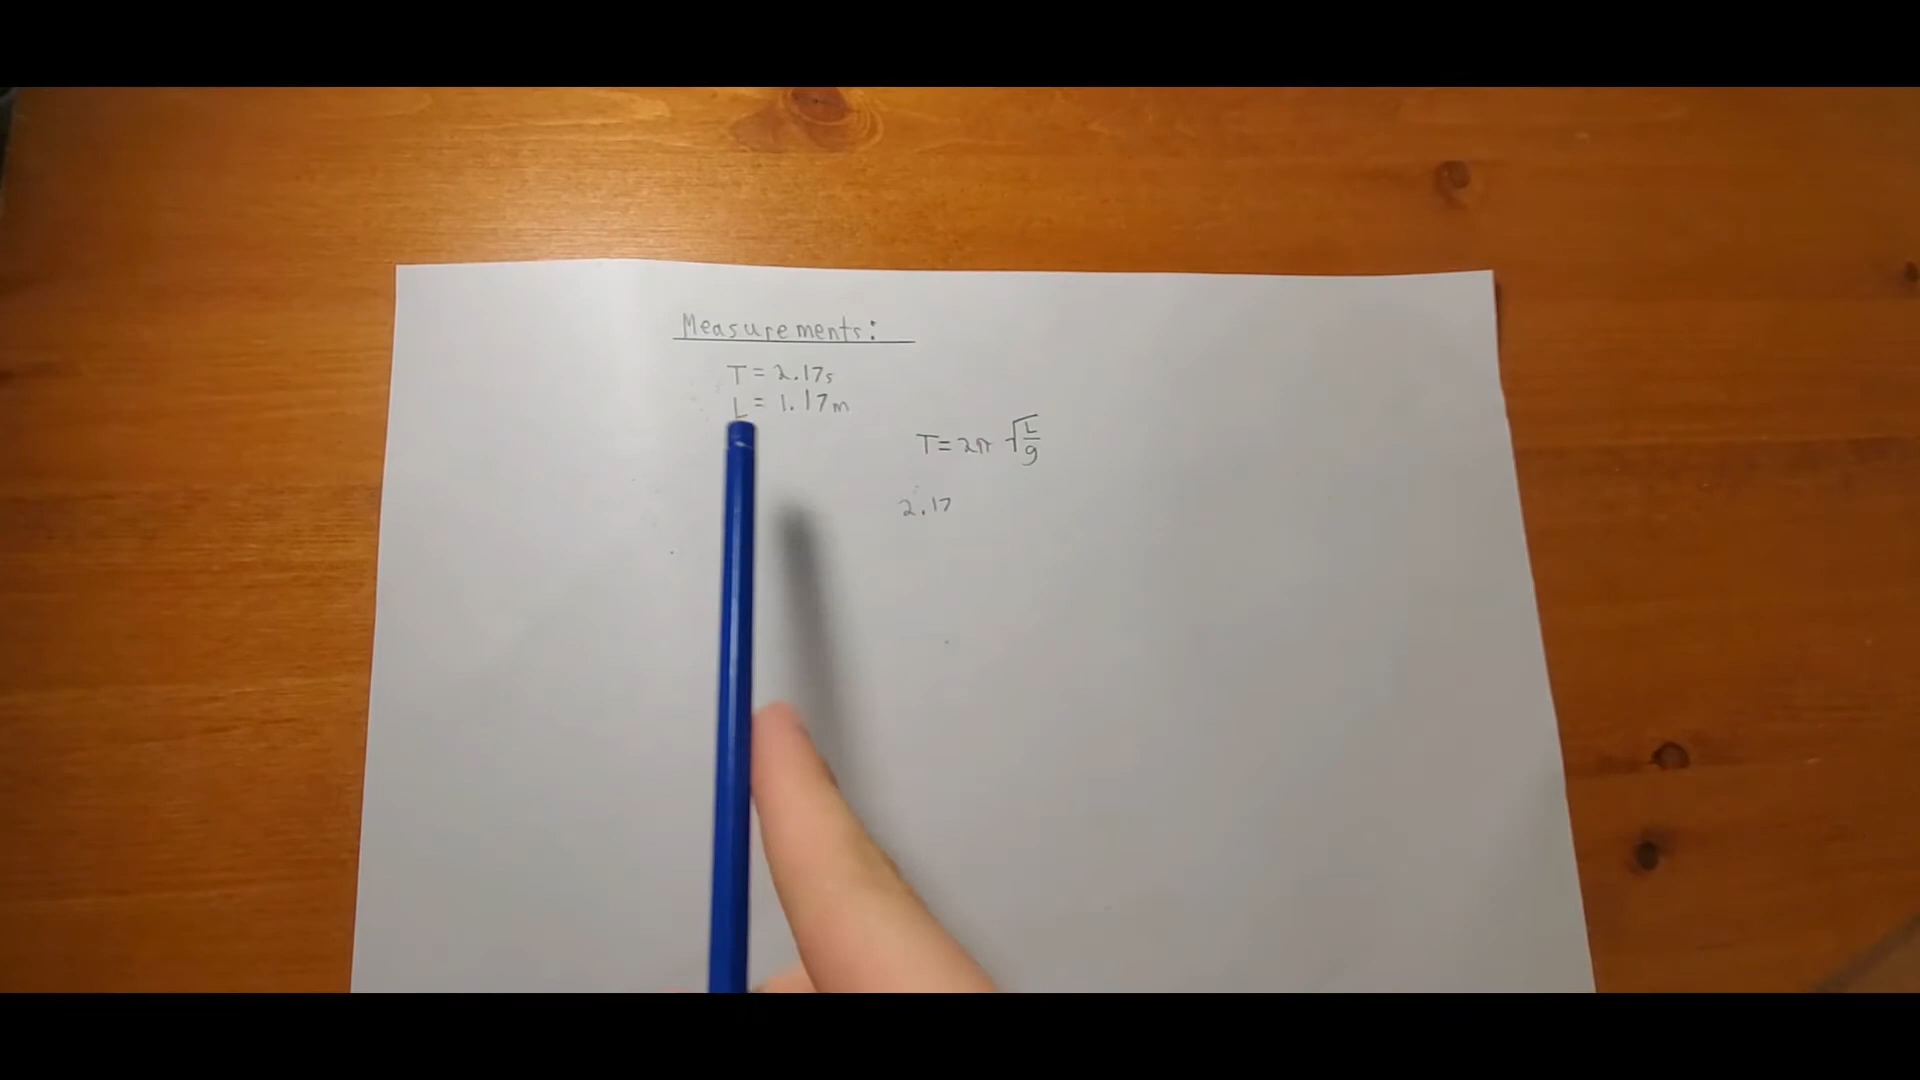 Measurements:
T = 2.17s
L = 1.17m
T = 2π √(L/g)
2.17